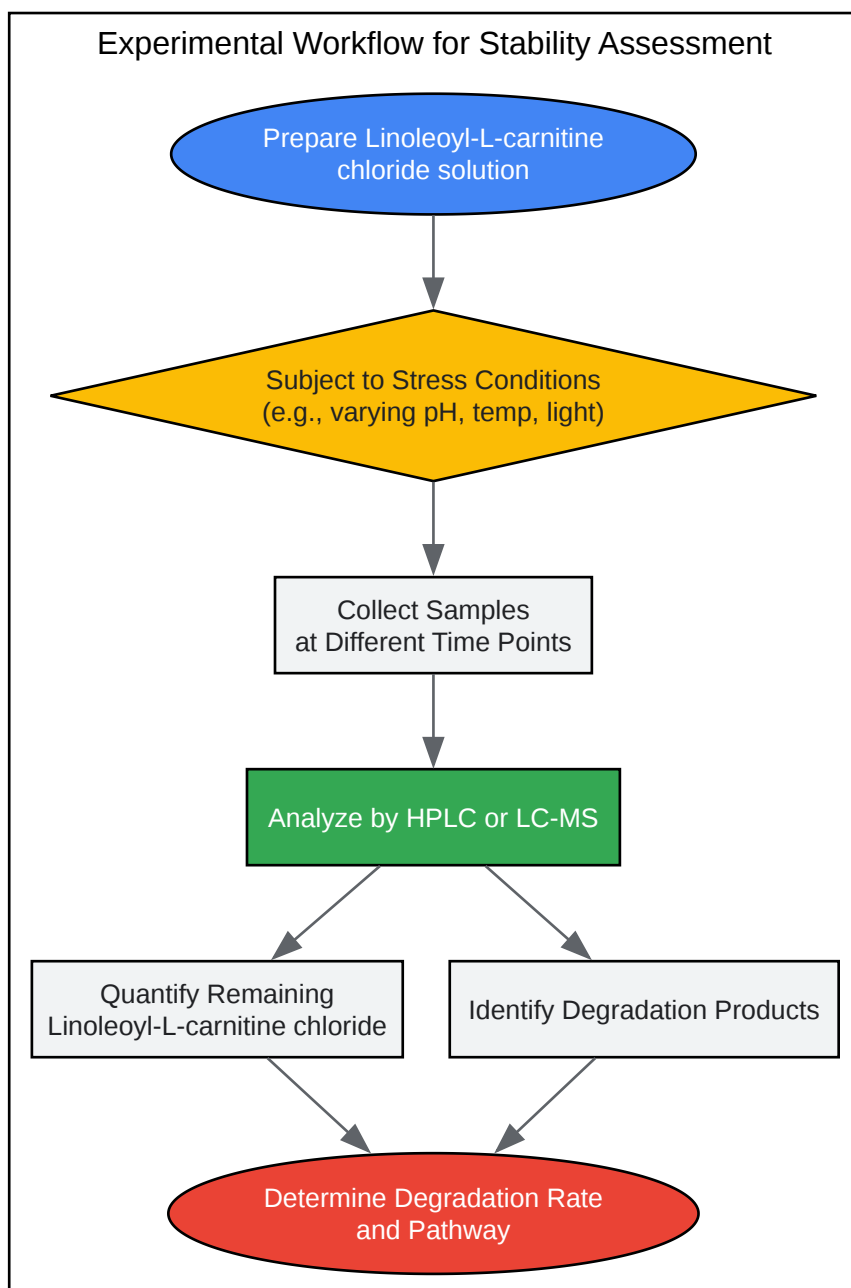 Experimental Workflow for Stability Assessment
Prepare Linoleoyl-L-carnitine
chloride solution
Subject to Stress Conditions
(e.g., varying pH, temp, light)
Collect Samples
at Different Time Points
Analyze by HPLC or LC-MS
Quantify Remaining
Linoleoyl-L-carnitine chloride
Identify Degradation Products
Determine Degradation Rate
and Pathway